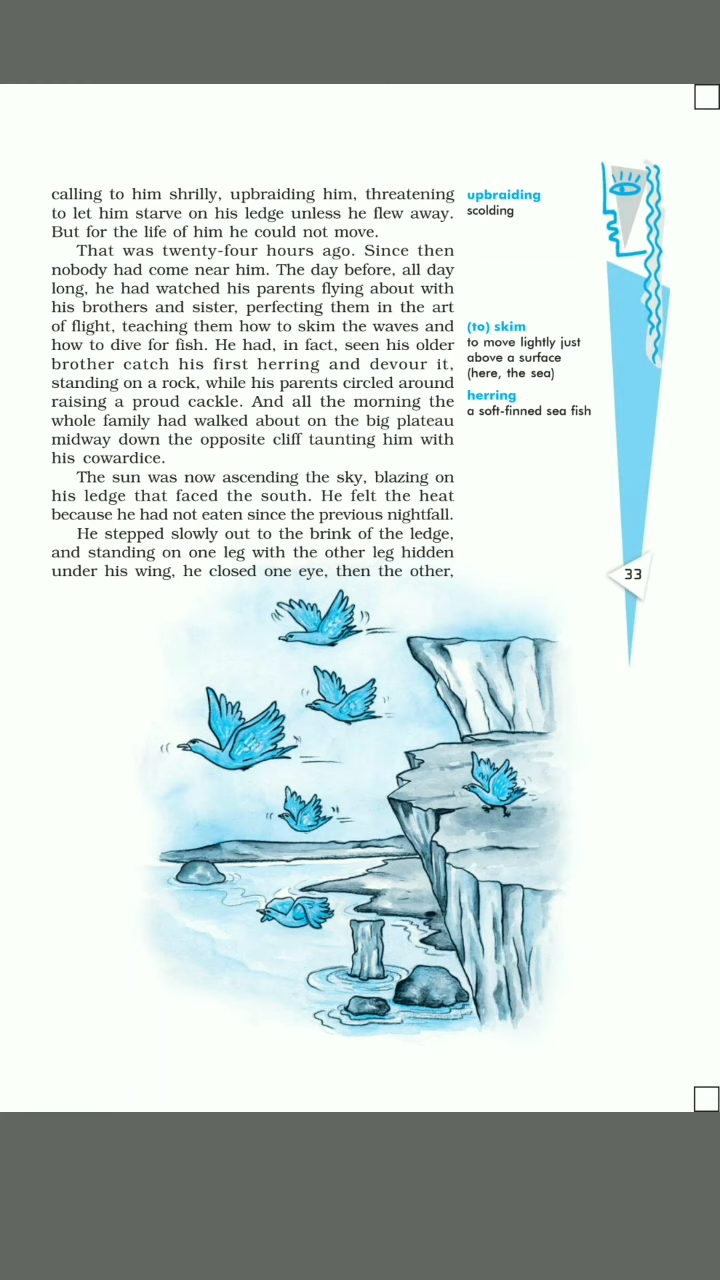 calling to him shrilly, upbraiding him, threatening
to let him starve on his ledge unless he flew away.
But for the life of him he could not move.
That was twenty-four hours ago. Since then
nobody had come near him. The day before, all day
long, he had watched his parents flying about with
his brothers and sister, perfecting them in the art
of flight, teaching them how to skim the waves and
how to dive for fish. He had, in fact, seen his older
brother catch his first herring and devour it,
standing on a rock, while his parents circled around
raising a proud cackle. And all the morning the
whole family had walked about on the big plateau
midway down the opposite cliff taunting him with
his cowardice.
The sun was now ascending the sky, blazing on
his ledge that faced the south. He felt the heat
because he had not eaten since the previous nightfall.
He stepped slowly out to the brink of the ledge,
and standing on one leg with the other leg hidden
under his wing, he closed one eye, then the other,
upbraiding
scolding
(to) skim
to move lightly just
above a surface
(here, the sea)
herring
a soft-finned sea fish
33